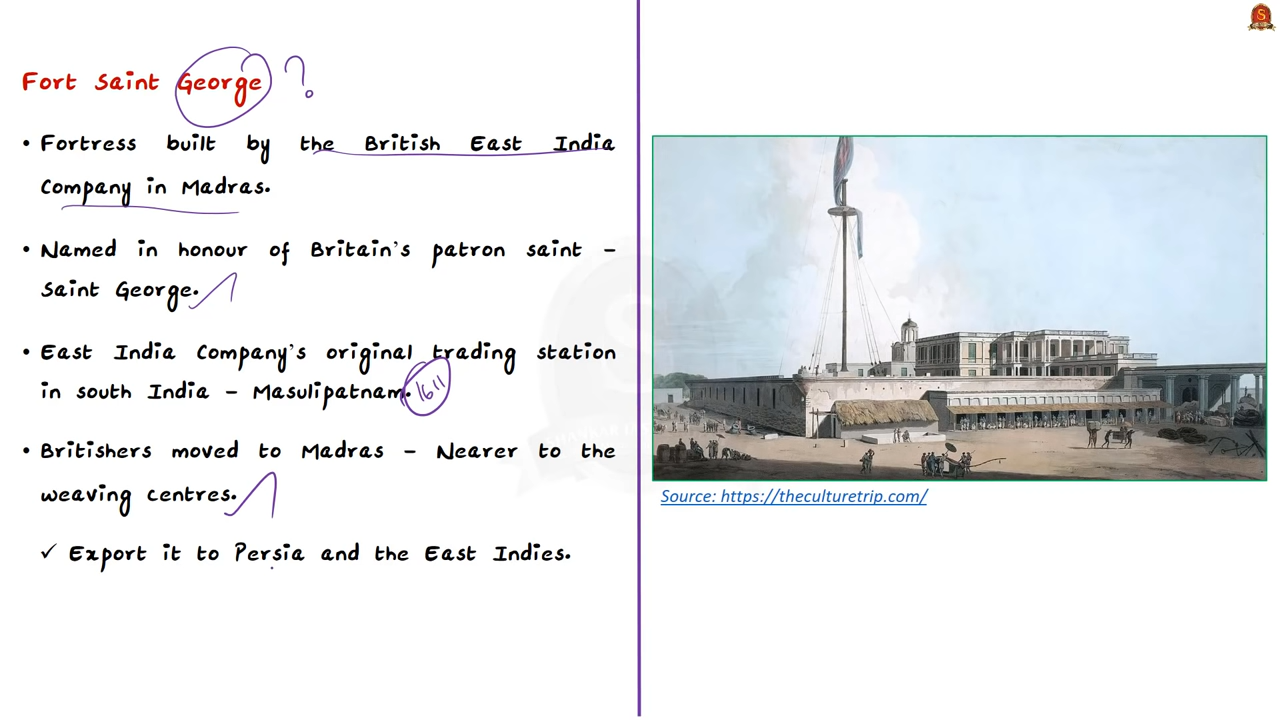 Fort Saint George ?
• Fortress built by the British East India
Company in Madras.
• Named in honour of Britain's patron saint –
Saint George.
• East India Company's original trading station
in south India – Masulipatnam. 1611
• Britishers moved to Madras – Nearer to the
weaving centres.
✓ Export it to Persia and the East Indies.
Source: https://theculturetrip.com/